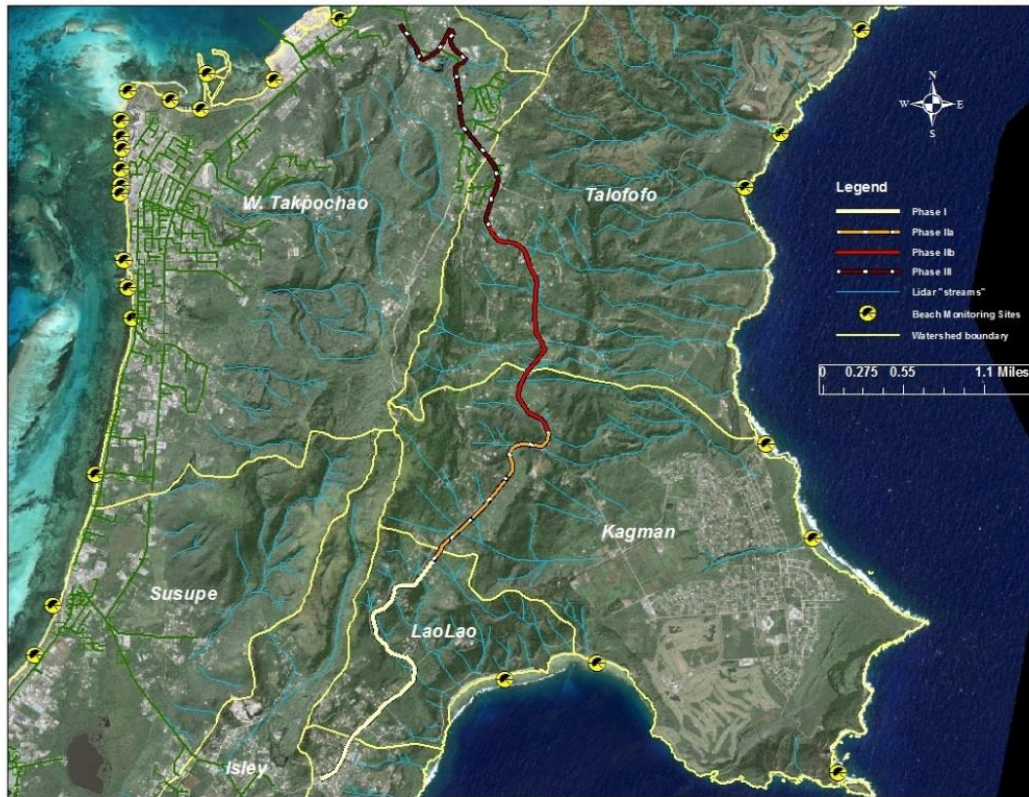 N
W E
S
Legend
Phase I
Phase IIa
Phase IIb
Phase III
Lidar "streams"
Beach Monitoring Sites
Watershed boundary
0 0.275 0.55 1.1 Miles
W. Takpochao
Talofofo
Kagman
Susupe
LaoLao
Isley